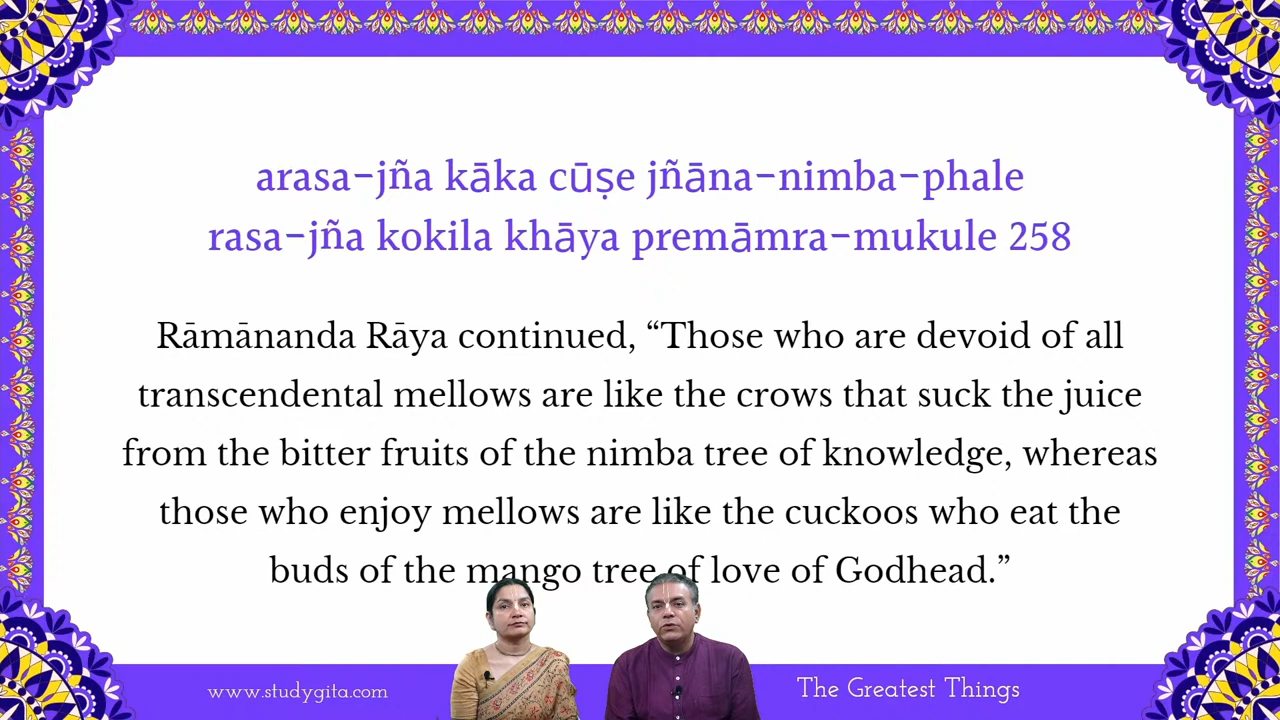 arasa-jña kāka cūṣe jñāna-nimba-phale
rasa-jña kokila khāya premāmra-mukule 258
Rāmānanda Rāya continued, “Those who are devoid of all
transcendental mellows are like the crows that suck the juice
from the bitter fruits of the nimba tree of knowledge, whereas
those who enjoy mellows are like the cuckoos who eat the
buds of the mango tree of love of Godhead.”
www.studygita.com
The Greatest Things